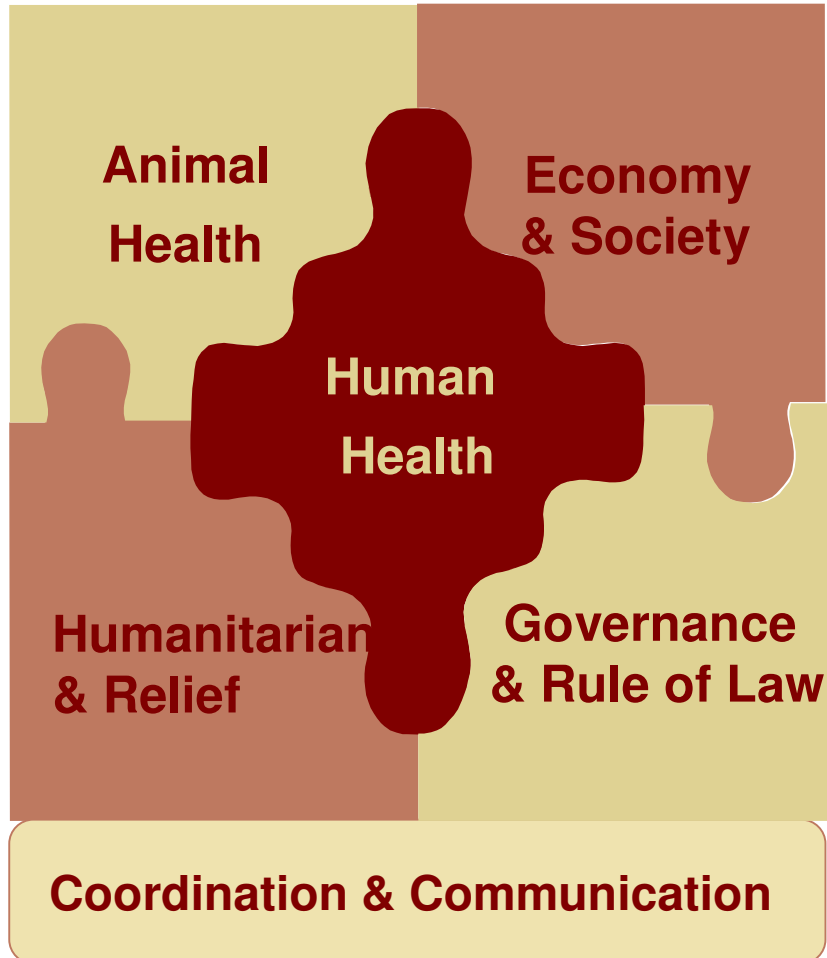 Animal
Health
Economy
& Society
Human
Health
Humanitarian
& Relief
Governance
& Rule of Law
Coordination & Communication